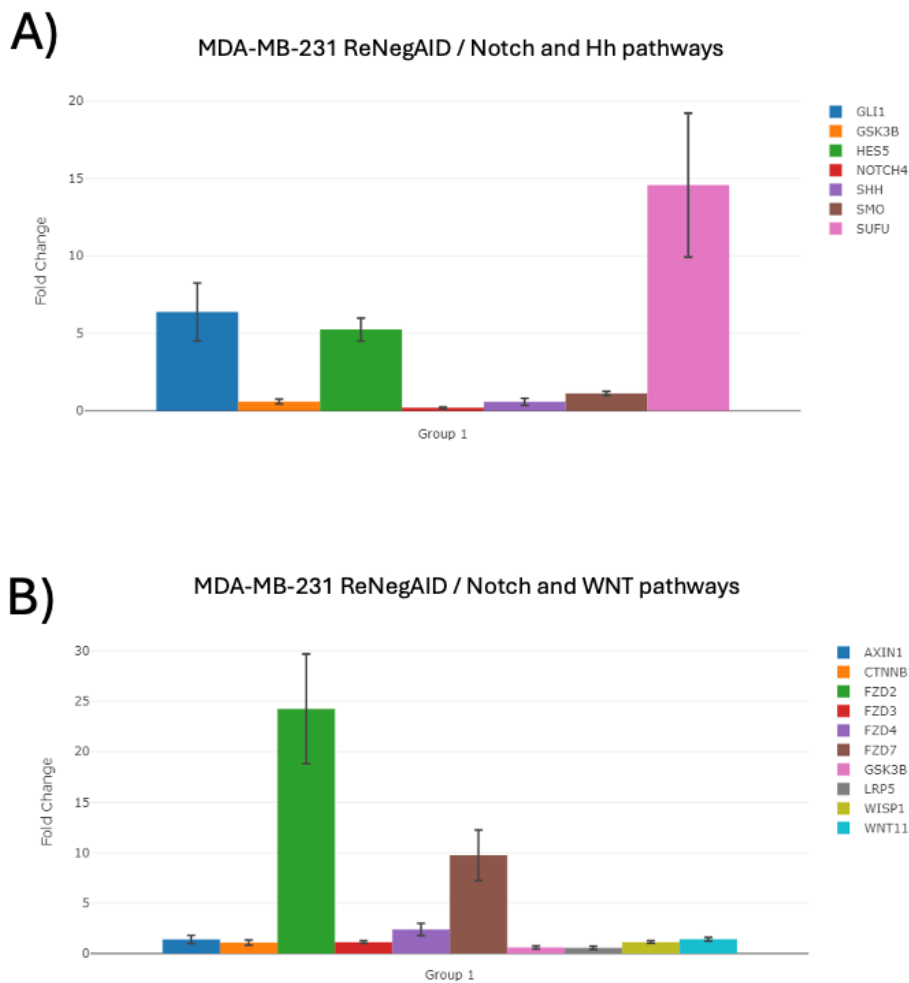 A)
MDA-MB-231 ReNegAID / Notch and Hh pathways
Fold Change
20
15
10
5
0
Group 1
GLI1
GSK3B
HES5
NOTCH4
SHH
SMO
SUFU
B)
MDA-MB-231 ReNegAID / Notch and WNT pathways
Fold Change
30
25
20
15
10
5
0
Group 1
AXIN1
CTNNB
FZD2
FZD3
FZD4
FZD7
GSK3B
LRP5
WISP1
WNT11